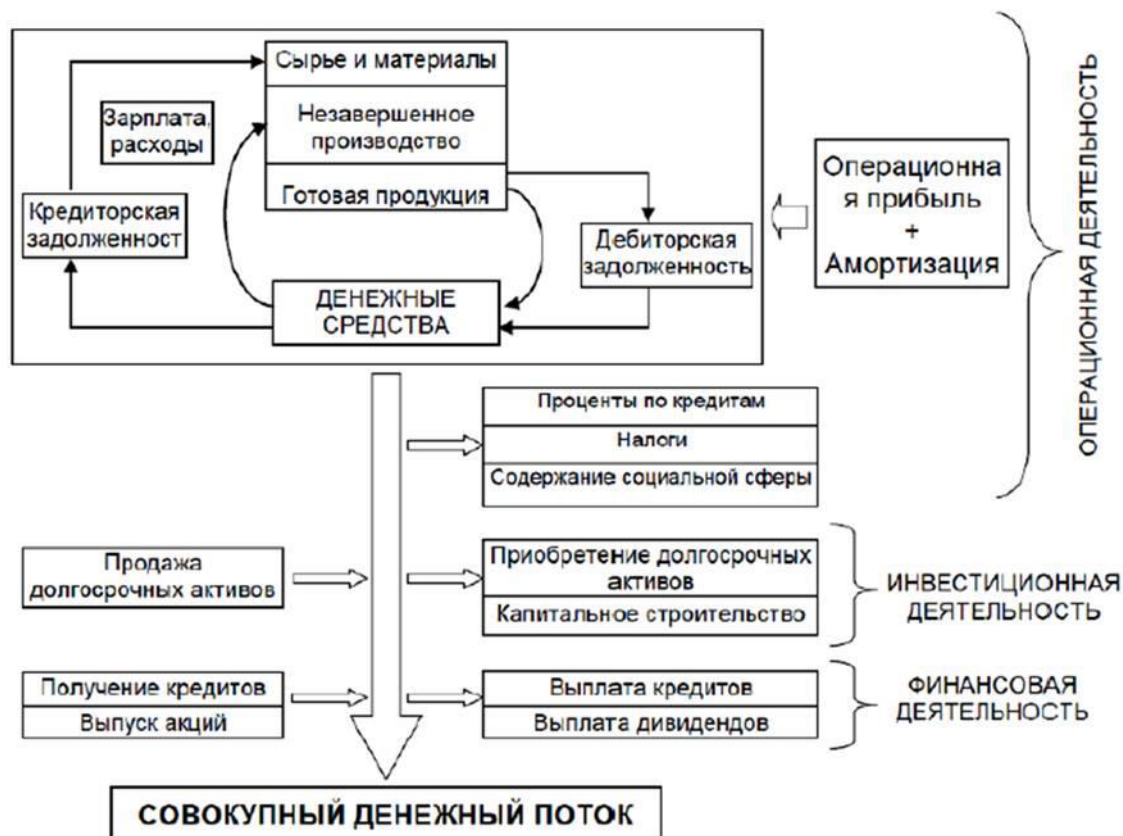 Сырье и материалы
Зарплата,
расходы
Незавершенное
производство
Готовая продукция
Кредиторская
задолженност
Дебиторская
задолженность
ДЕНЕЖНЫЕ
СРЕДСТВА
Операционна
я прибыль
+
Амортизация
ОПЕРАЦИОННАЯ ДЕЯТЕЛЬНОСТЬ
Проценты по кредитам
Налоги
Содержание социальной сферы
Продажа
долгосрочных активов
Приобретение долгосрочных
активов
Капитальное строительство
ИНВЕСТИЦИОННАЯ
ДЕЯТЕЛЬНОСТЬ
Получение кредитов
Выпуск акций
Выплата кредитов
Выплата дивидендов
ФИНАНСОВАЯ
ДЕЯТЕЛЬНОСТЬ
СОВОКУПНЫЙ ДЕНЕЖНЫЙ ПОТОК